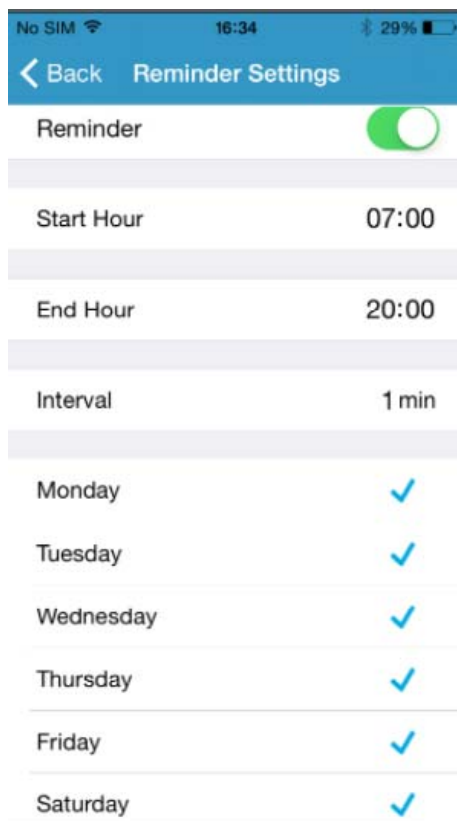 No SIM 16:34 29%
Back Reminder Settings
Reminder
Start Hour 07:00
End Hour 20:00
Interval 1 min
Monday
Tuesday
Wednesday
Thursday
Friday
Saturday